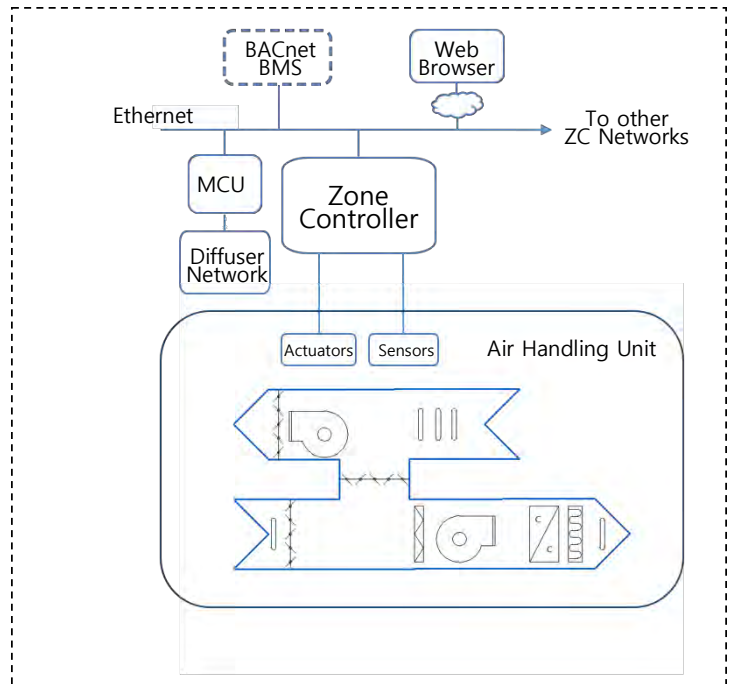 BACnet
BMS
Web
Browser
Ethernet
To other
ZC Networks
MCU
Zone
Controller
Diffuser
Network
Actuators
Sensors
Air Handling Unit
C
C